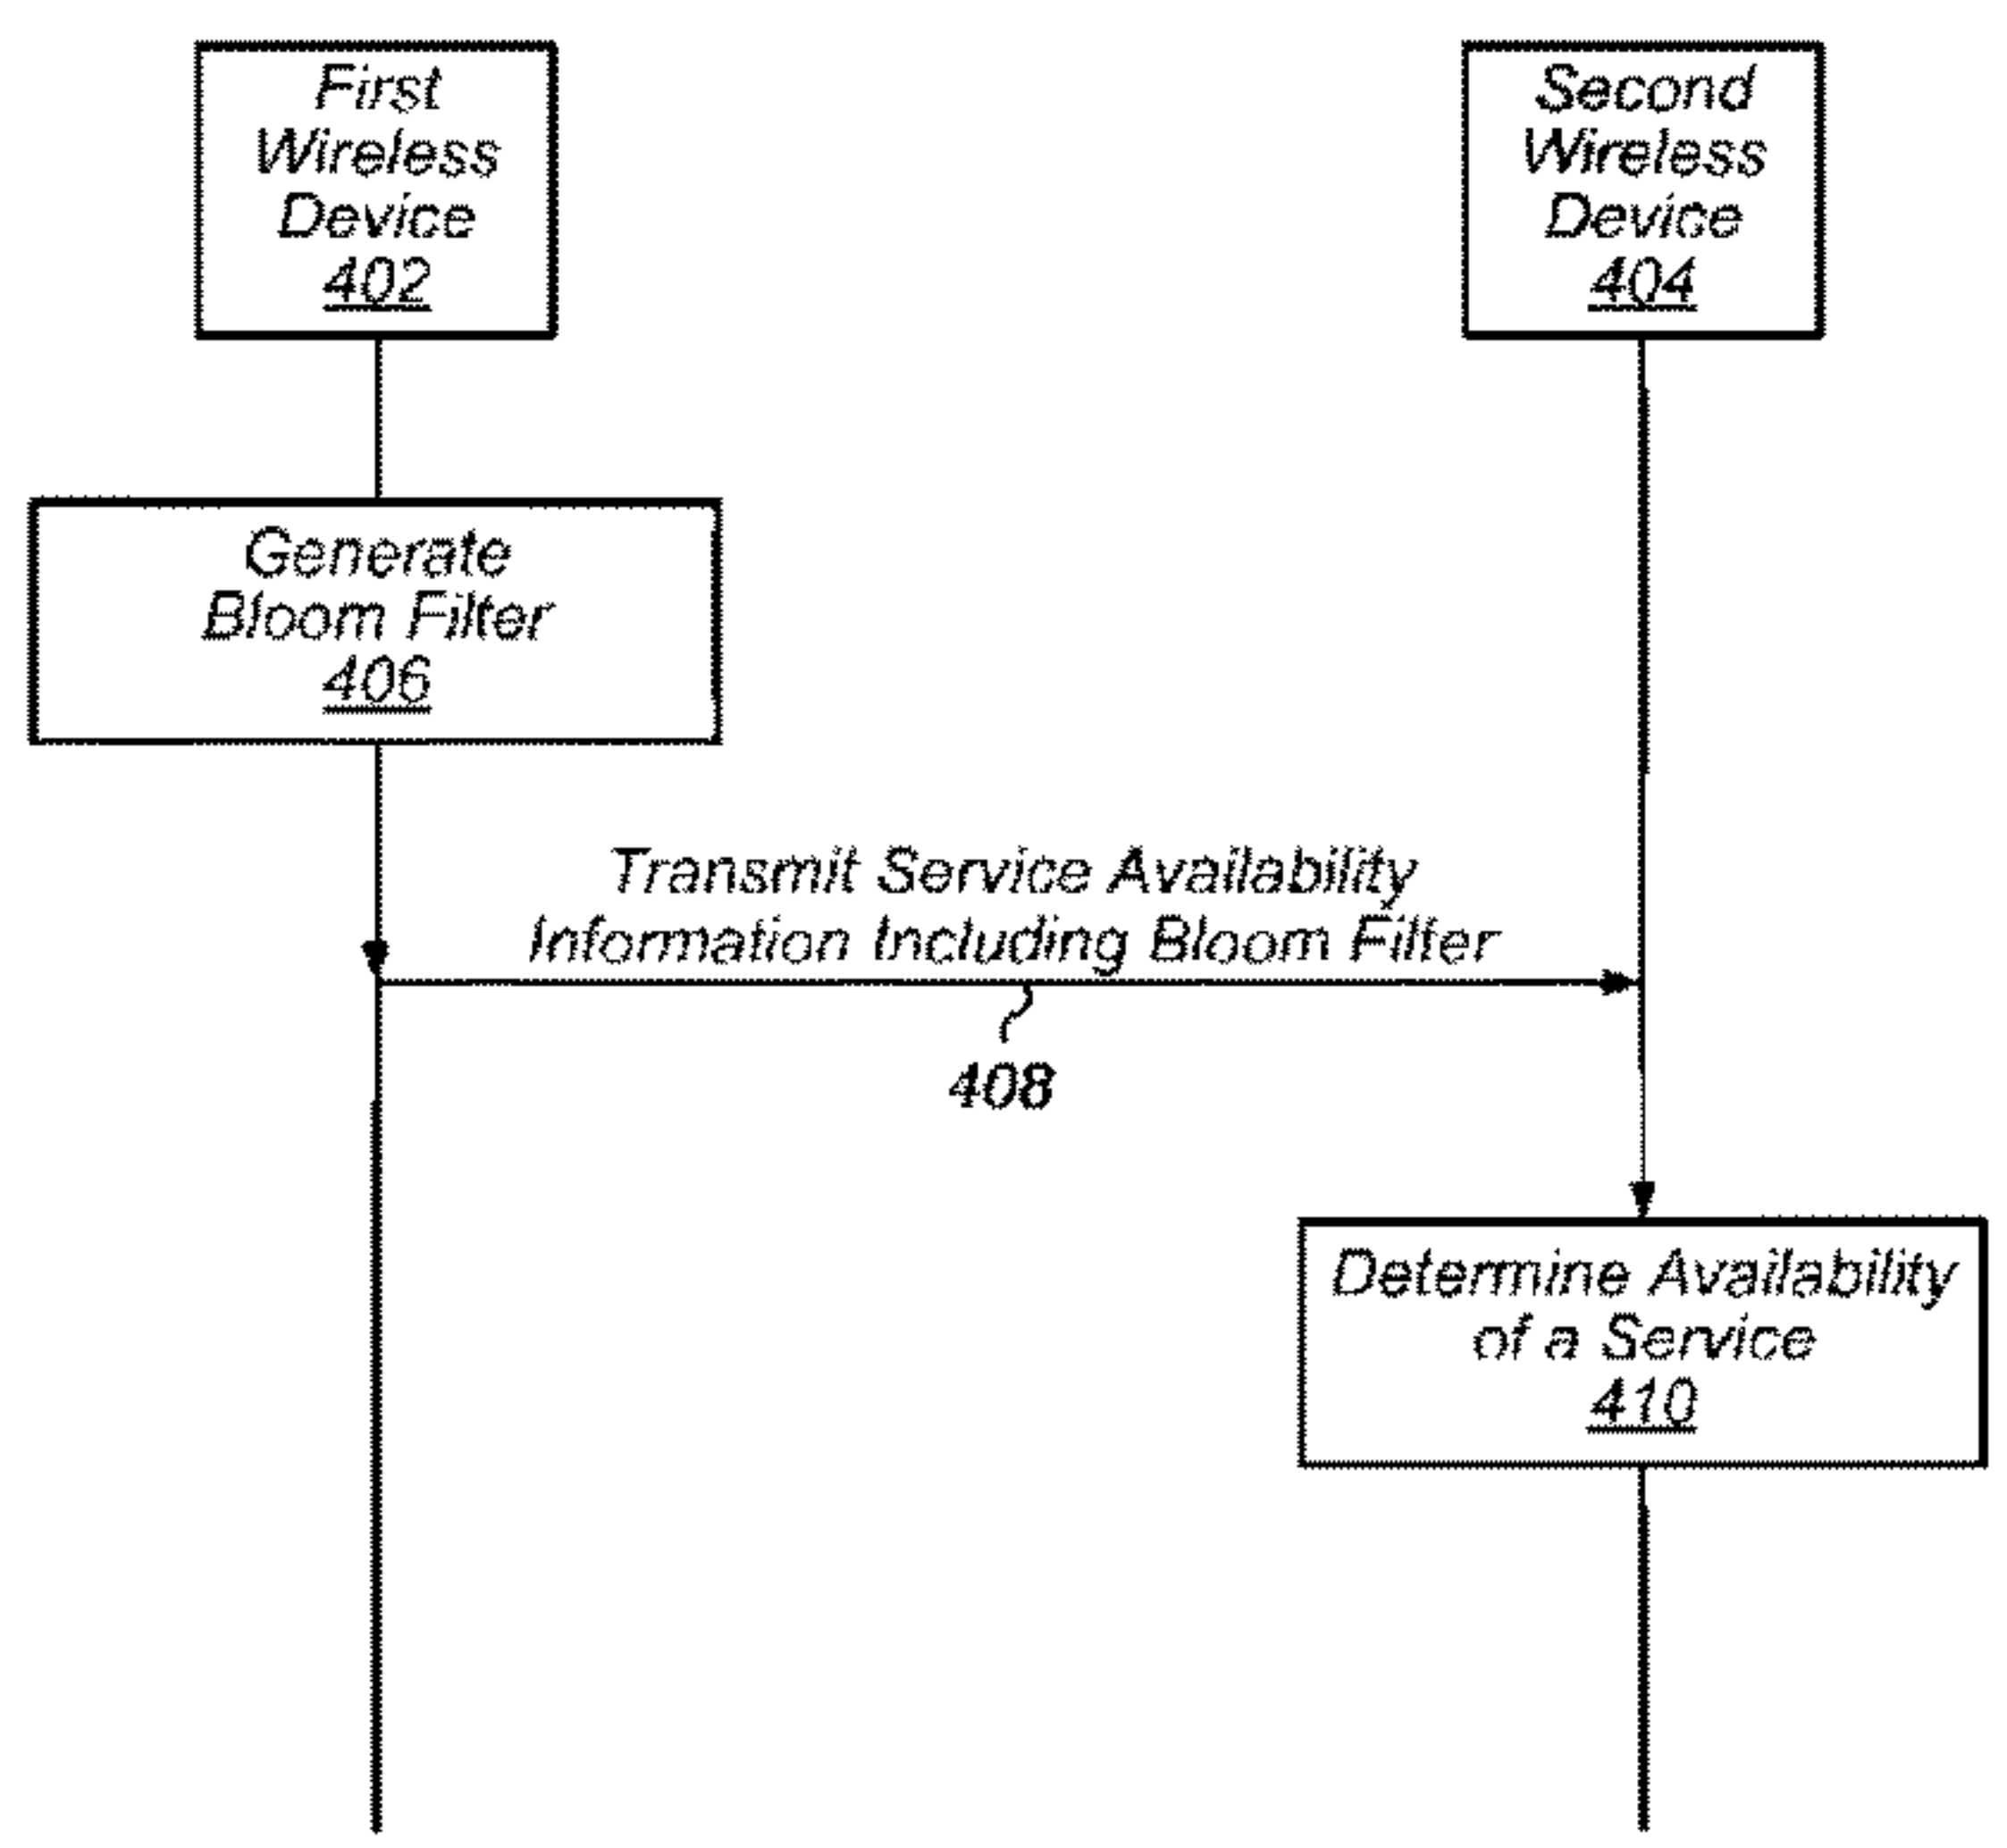 First
Wireless
Device
402
Second
Wireless
Device
404
Generate
Bloom Filter
406
Transmit Service Availability
Information Including Bloom Filter
408
Determine Availability
of a Service
410